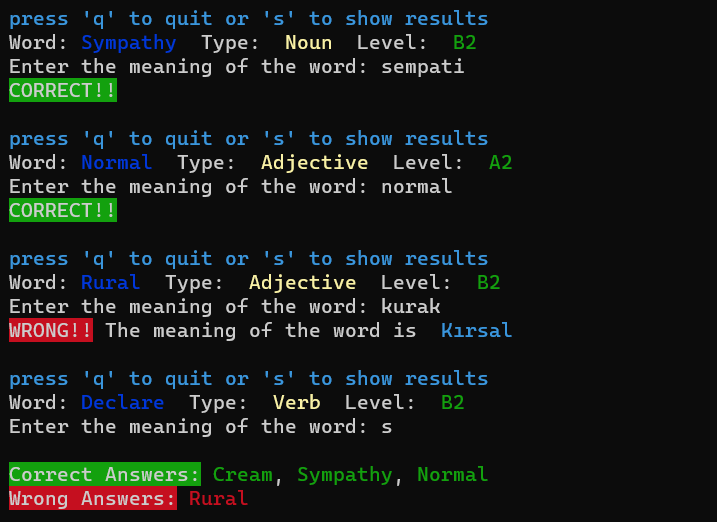 press 'q' to quit or 's' to show results
Word: Sympathy  Type:  Noun  Level:  B2
Enter the meaning of the word: sempati
CORRECT!!
press 'q' to quit or 's' to show results
Word: Normal  Type:  Adjective  Level:  A2
Enter the meaning of the word: normal
CORRECT!!
press 'q' to quit or 's' to show results
Word: Rural  Type:  Adjective  Level:  B2
Enter the meaning of the word: kurak
WRONG!! The meaning of the word is  Kırsal
press 'q' to quit or 's' to show results
Word: Declare  Type:  Verb  Level:  B2
Enter the meaning of the word: s
Correct Answers: Cream, Sympathy, Normal
Wrong Answers: Rural